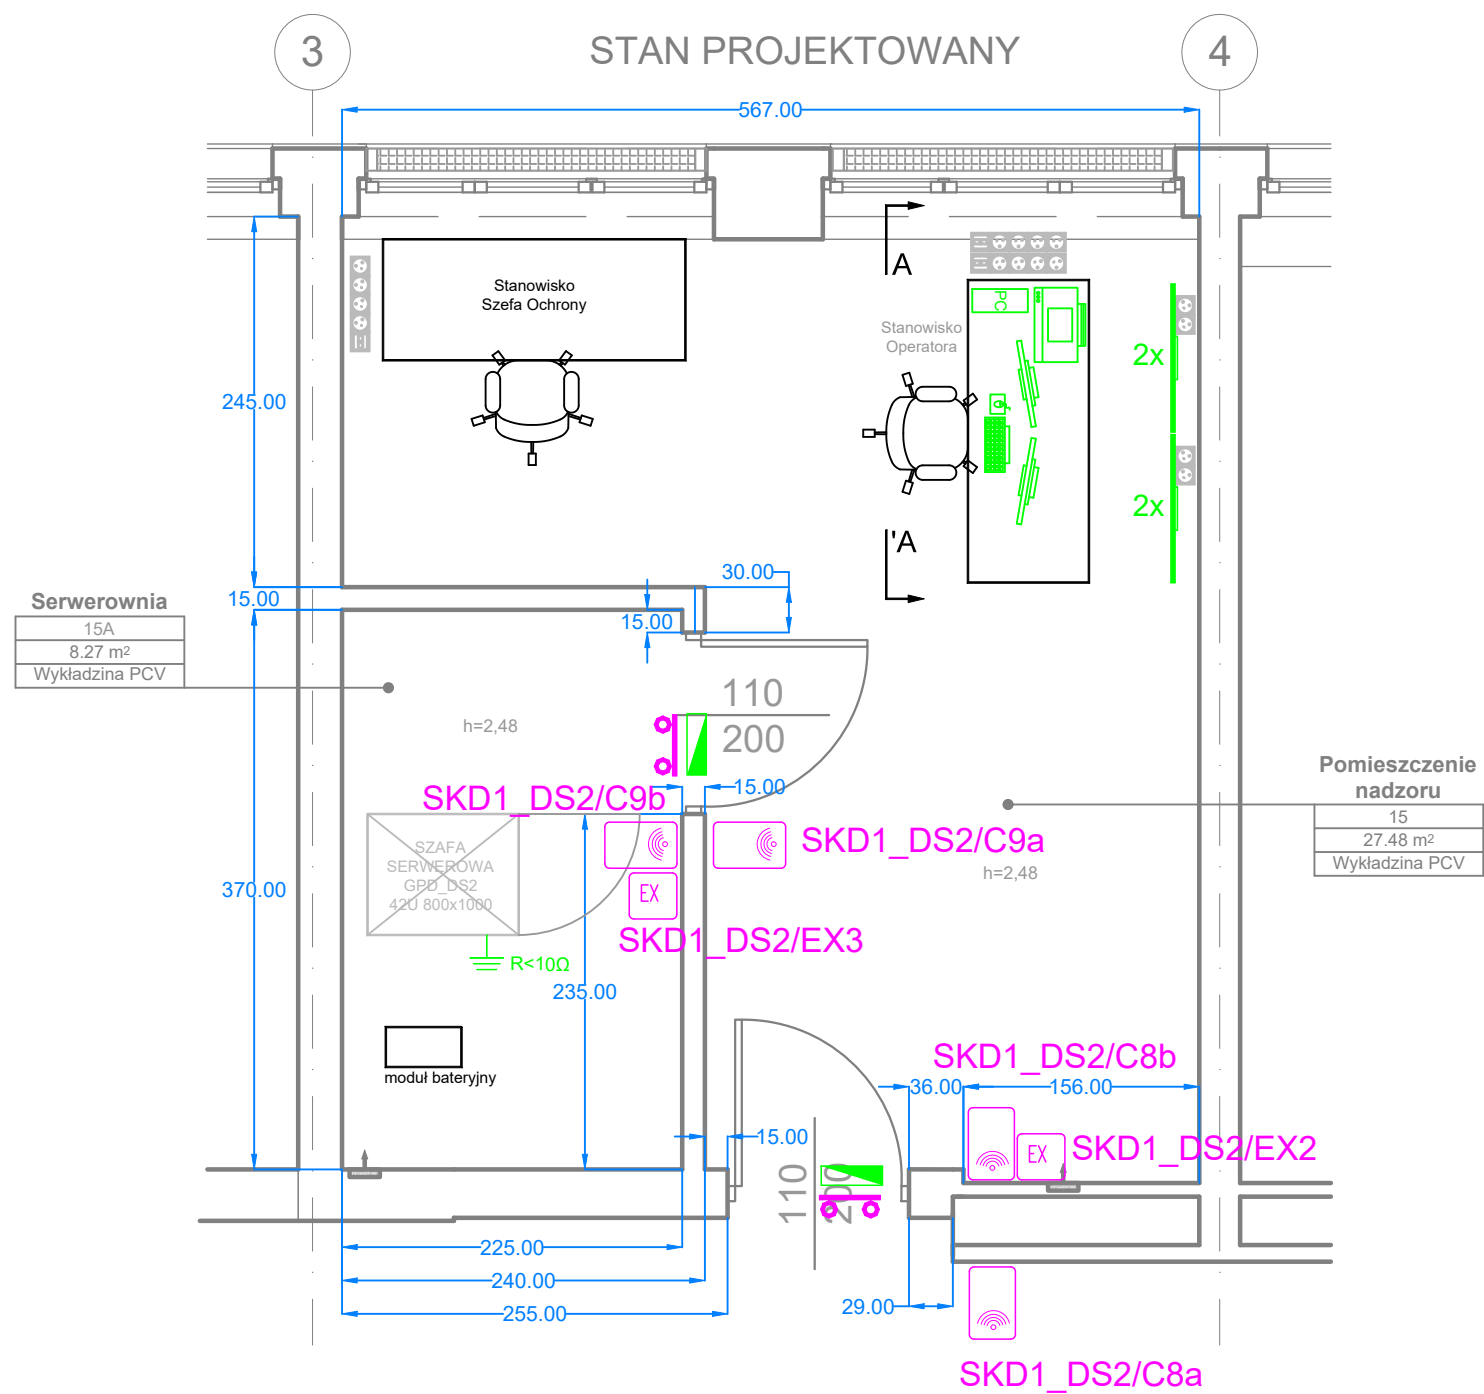 3
STAN PROJEKTOWANY
4
567.00
A
Stanowisko
Szefa Ochrony
PC
Stanowisko
Operatora
2x
245.00
2x
'A
30.00
15.00
15.00
Serwerownia
15A
8.27 m²
Wykładzina PCV
110
200
h=2,48
15.00
Pomieszczenie
nadzoru
15
27.48 m²
Wykładzina PCV
SKD1_DS2/C9b
SKD1_DS2/C9a
h=2,48
SZAFA
SERWEROWA
GPD_DS2
42U 800x1000
370.00
EX
SKD1_DS2/EX3
R<10Ω
235.00
SKD1_DS2/C8b
moduł bateryjny
36.00
156.00
15.00
EX
SKD1_DS2/EX2
110
200
225.00
240.00
255.00
29.00
SKD1_DS2/C8a